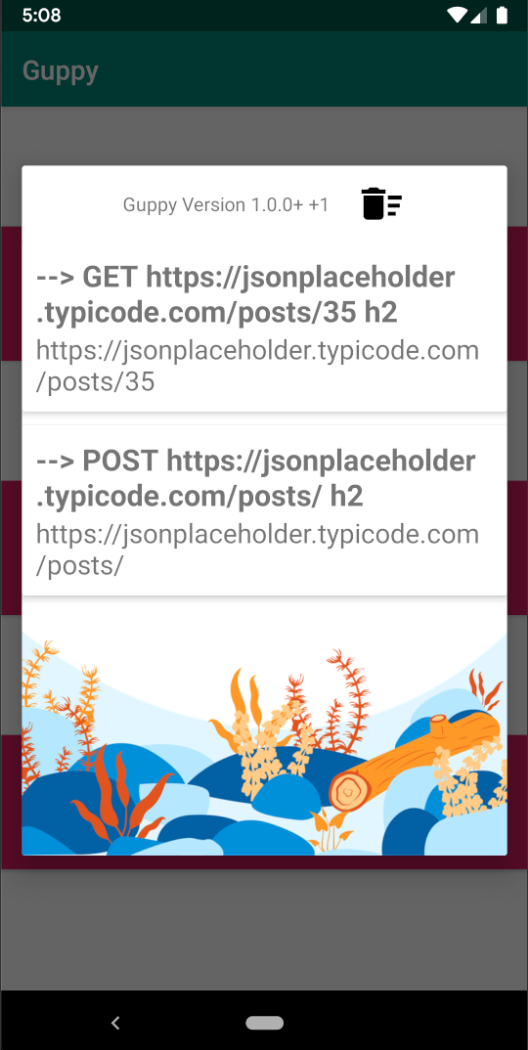 5:08
Guppy
Guppy Version 1.0.0+ +1
--> GET https://jsonplaceholder
.typicode.com/posts/35 h2
https://jsonplaceholder.typicode.com
/posts/35
--> POST https://jsonplaceholder
.typicode.com/posts/ h2
https://jsonplaceholder.typicode.com
/posts/